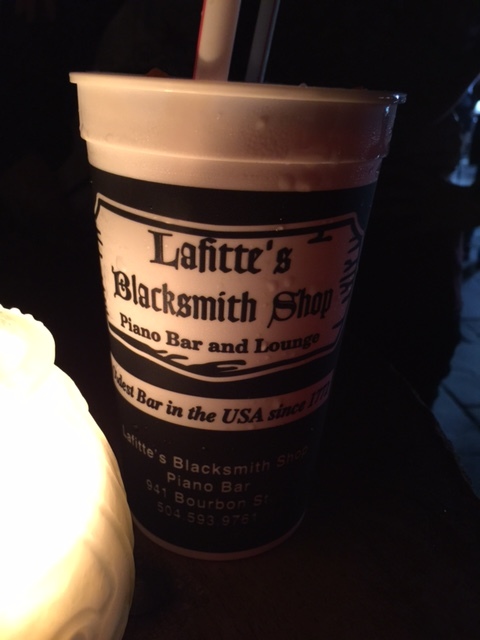 Lafitte's
Blacksmith Shop
Piano Bar and Lounge
Bar in the USA since
Lafitte's Blacksmith Shop
Piano Bar
941 Bourbon St.
504.593.9761